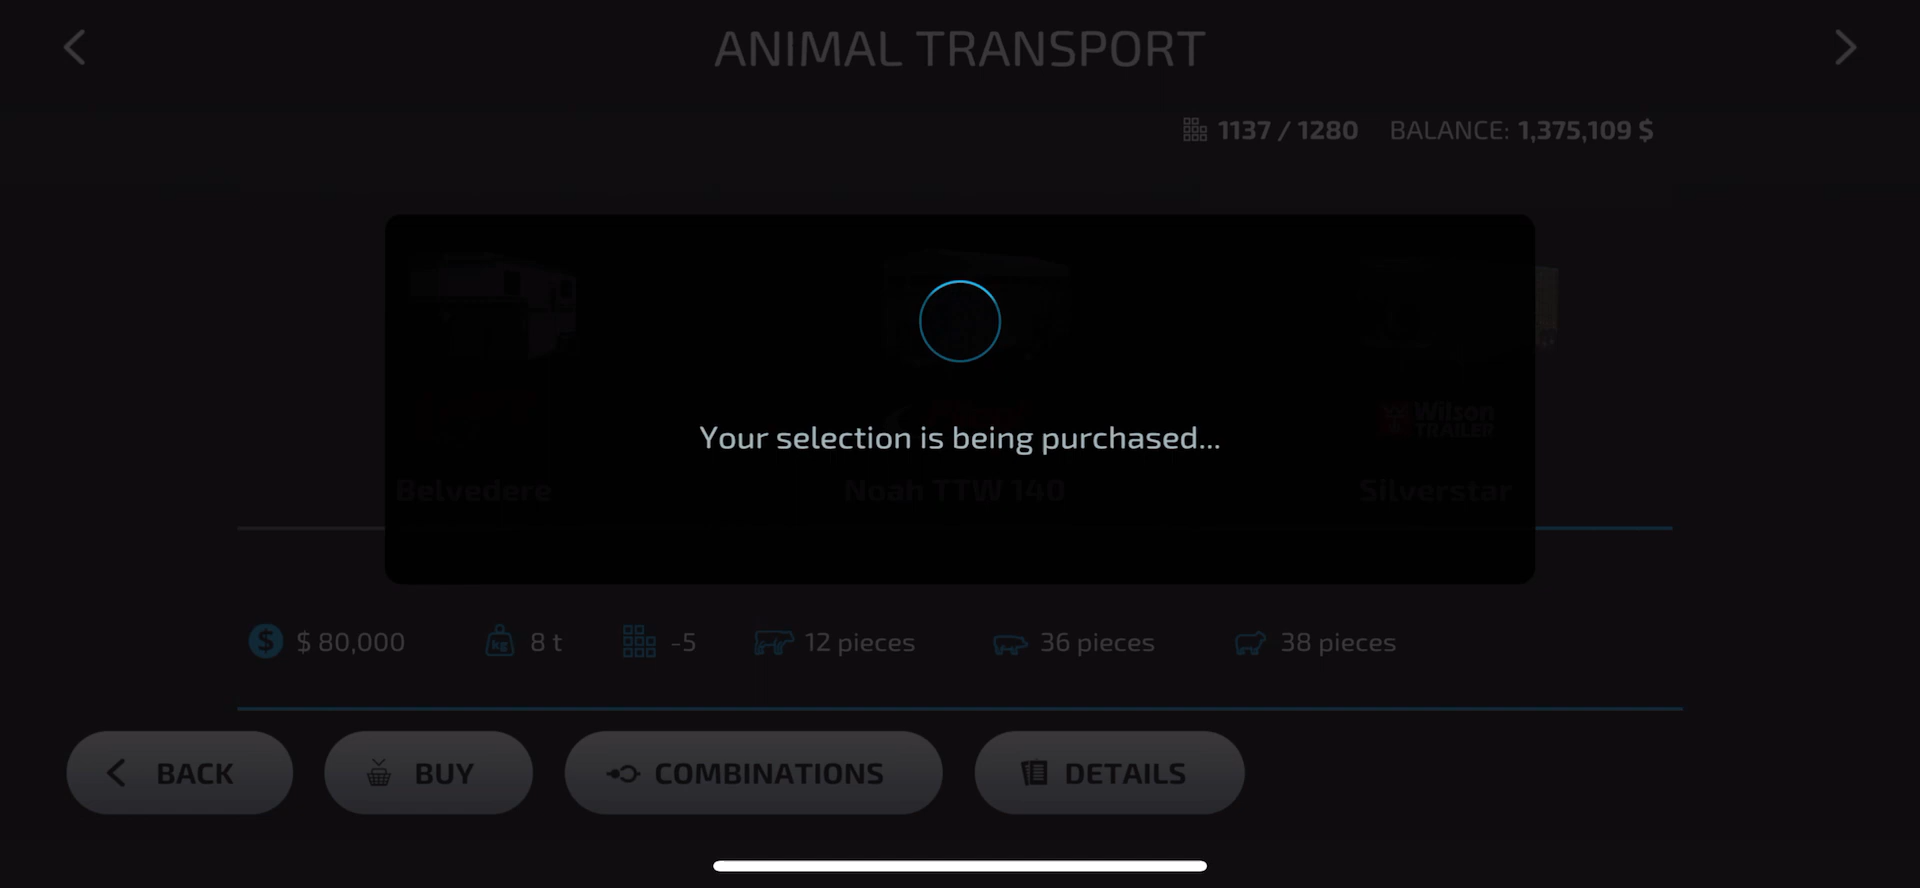 ANIMAL TRANSPORT
1137 / 1280 BALANCE: 1,375,109 $
Your selection is being purchased...
Wilson
TRAILER
Belvedere Noah TTW 140 Silverstar
$ $ 80,000 kg 8 t -5 12 pieces 36 pieces 38 pieces
BACK BUY COMBINATIONS DETAILS